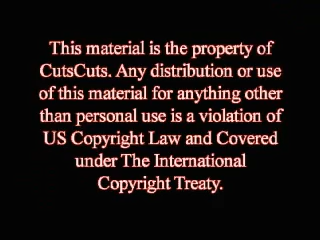 This material is the property of
CutsCuts. Any distribution or use
of this material for anything other
than personal use is a violation of
US Copyright Law and Covered
under The International
Copyright Treaty.